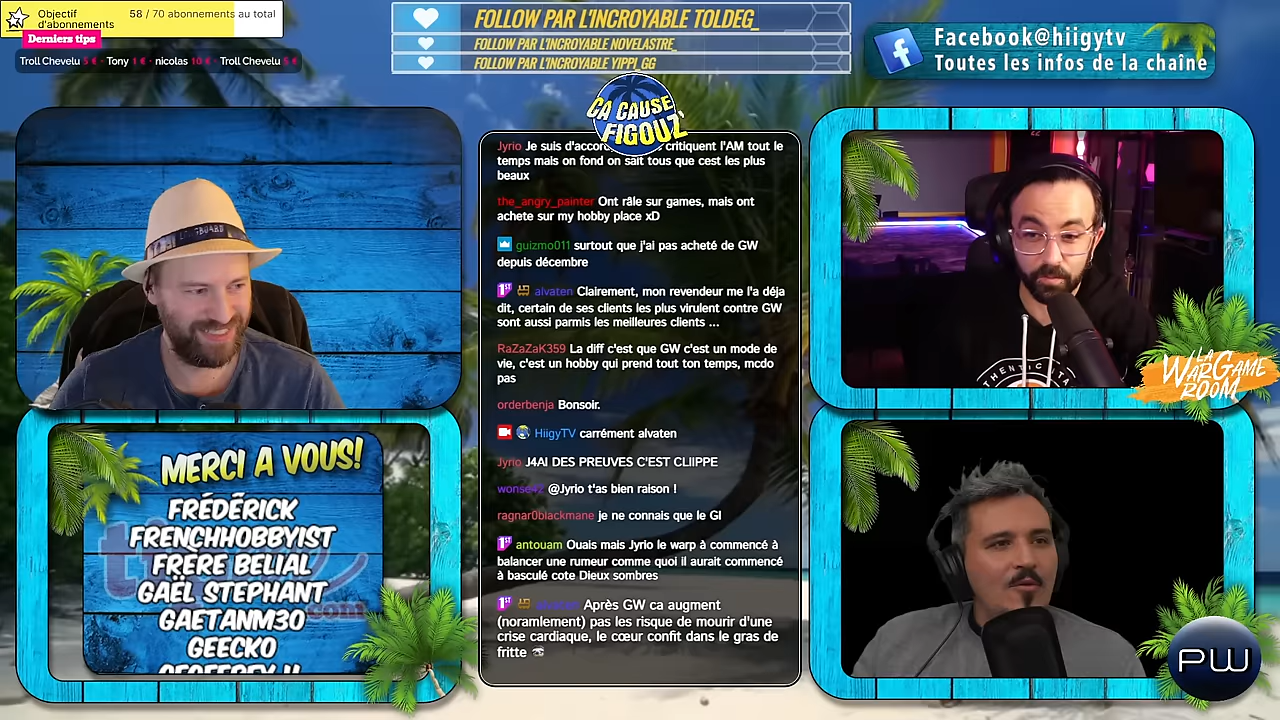 Objectif
d'abonnements
58 / 70 abonnements au total
Derniers tips
Troll Chevelu 5 € - Tony 1 € - nicolas 10 € - Troll Chevelu 5 €
FOLLOW PAR L'INCROYABLE TOLDEG_
FOLLOW PAR L'INCROYABLE NOVELASTRE_
FOLLOW PAR L'INCROYABLE YIPPI_GG
Facebook@hiigytv
Toutes les infos de la chaîne
ÇA CAUSE
FIGOUZ'
LONGBOARD
Jyrio Je suis d'accor critiquent l'AM tout le
temps mais on fond on sait tous que cest les plus
beaux
the_angry_painter Ont râle sur games, mais ont
achete sur my hobby place xD
guizmo011 surtout que j'ai pas acheté de GW
depuis décembre
1ST aivaten Clairement, mon revendeur me l'a déja
dit, certain de ses clients les plus virulent contre GW
sont aussi parmis les meilleures clients ...
RaZaZaK359 La diff c'est que GW c'est un mode de
vie, c'est un hobby qui prend tout ton temps, mcdo
pas
orderbenja Bonsoir.
HiigyTV carrément alvaten
Jyrio J4AI DES PREUVES C'EST CLIIPPE
@Jyrio t'as bien raison !
ragnar0blackmane je ne connais que le GI
1ST antouam Ouais mais Jyrio le warp à commencé à
balancer une rumeur comme quoi il aurait commencé
à basculé cote Dieux sombres
1ST aivaten Après GW ca augment
(noramlement) pas les risque de mourir d'une
crise cardiaque, le cœur confit dans le gras de
fritte
LA
WARGAME
ROOM
MERCI A VOUS!
FRÉDÉRICK
FRENCHHOBBYIST
FRÈRE BELIAL
GAËL STEPHANT
GAETANM30
GEECKO
.com
PW